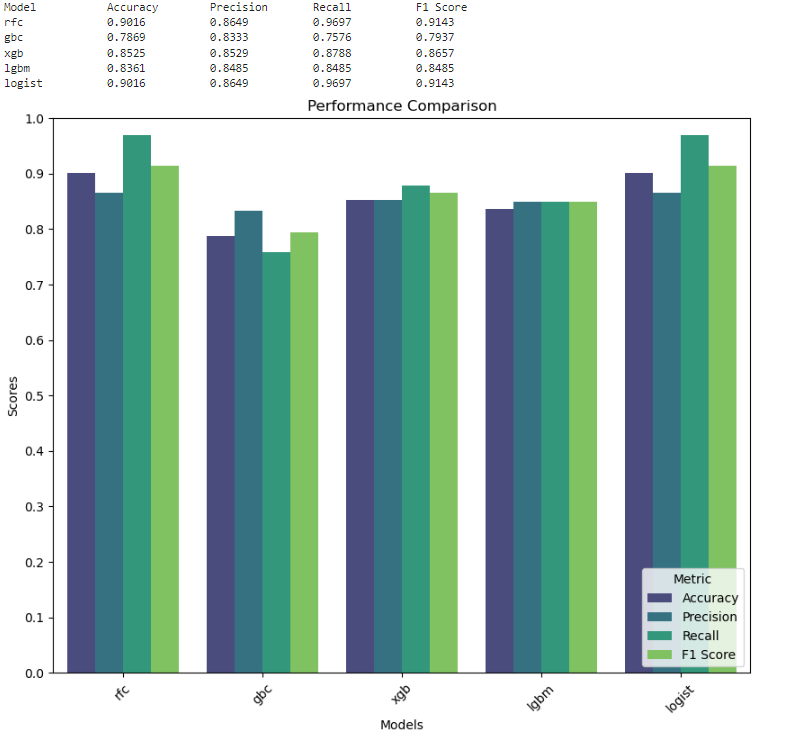 Model Accuracy Precision Recall F1 Score
rfc 0.9016 0.8649 0.9697 0.9143
gbc 0.7869 0.8333 0.7576 0.7937
xgb 0.8525 0.8529 0.8788 0.8657
lgbm 0.8361 0.8485 0.8485 0.8485
logist 0.9016 0.8649 0.9697 0.9143
Performance Comparison
1.0
0.9
0.8
0.7
0.6
0.5
0.4
0.3
0.2
0.1
0.0
Scores
Metric
Accuracy
Precision
Recall
F1 Score
rfc gbc xgb lgbm logist
Models